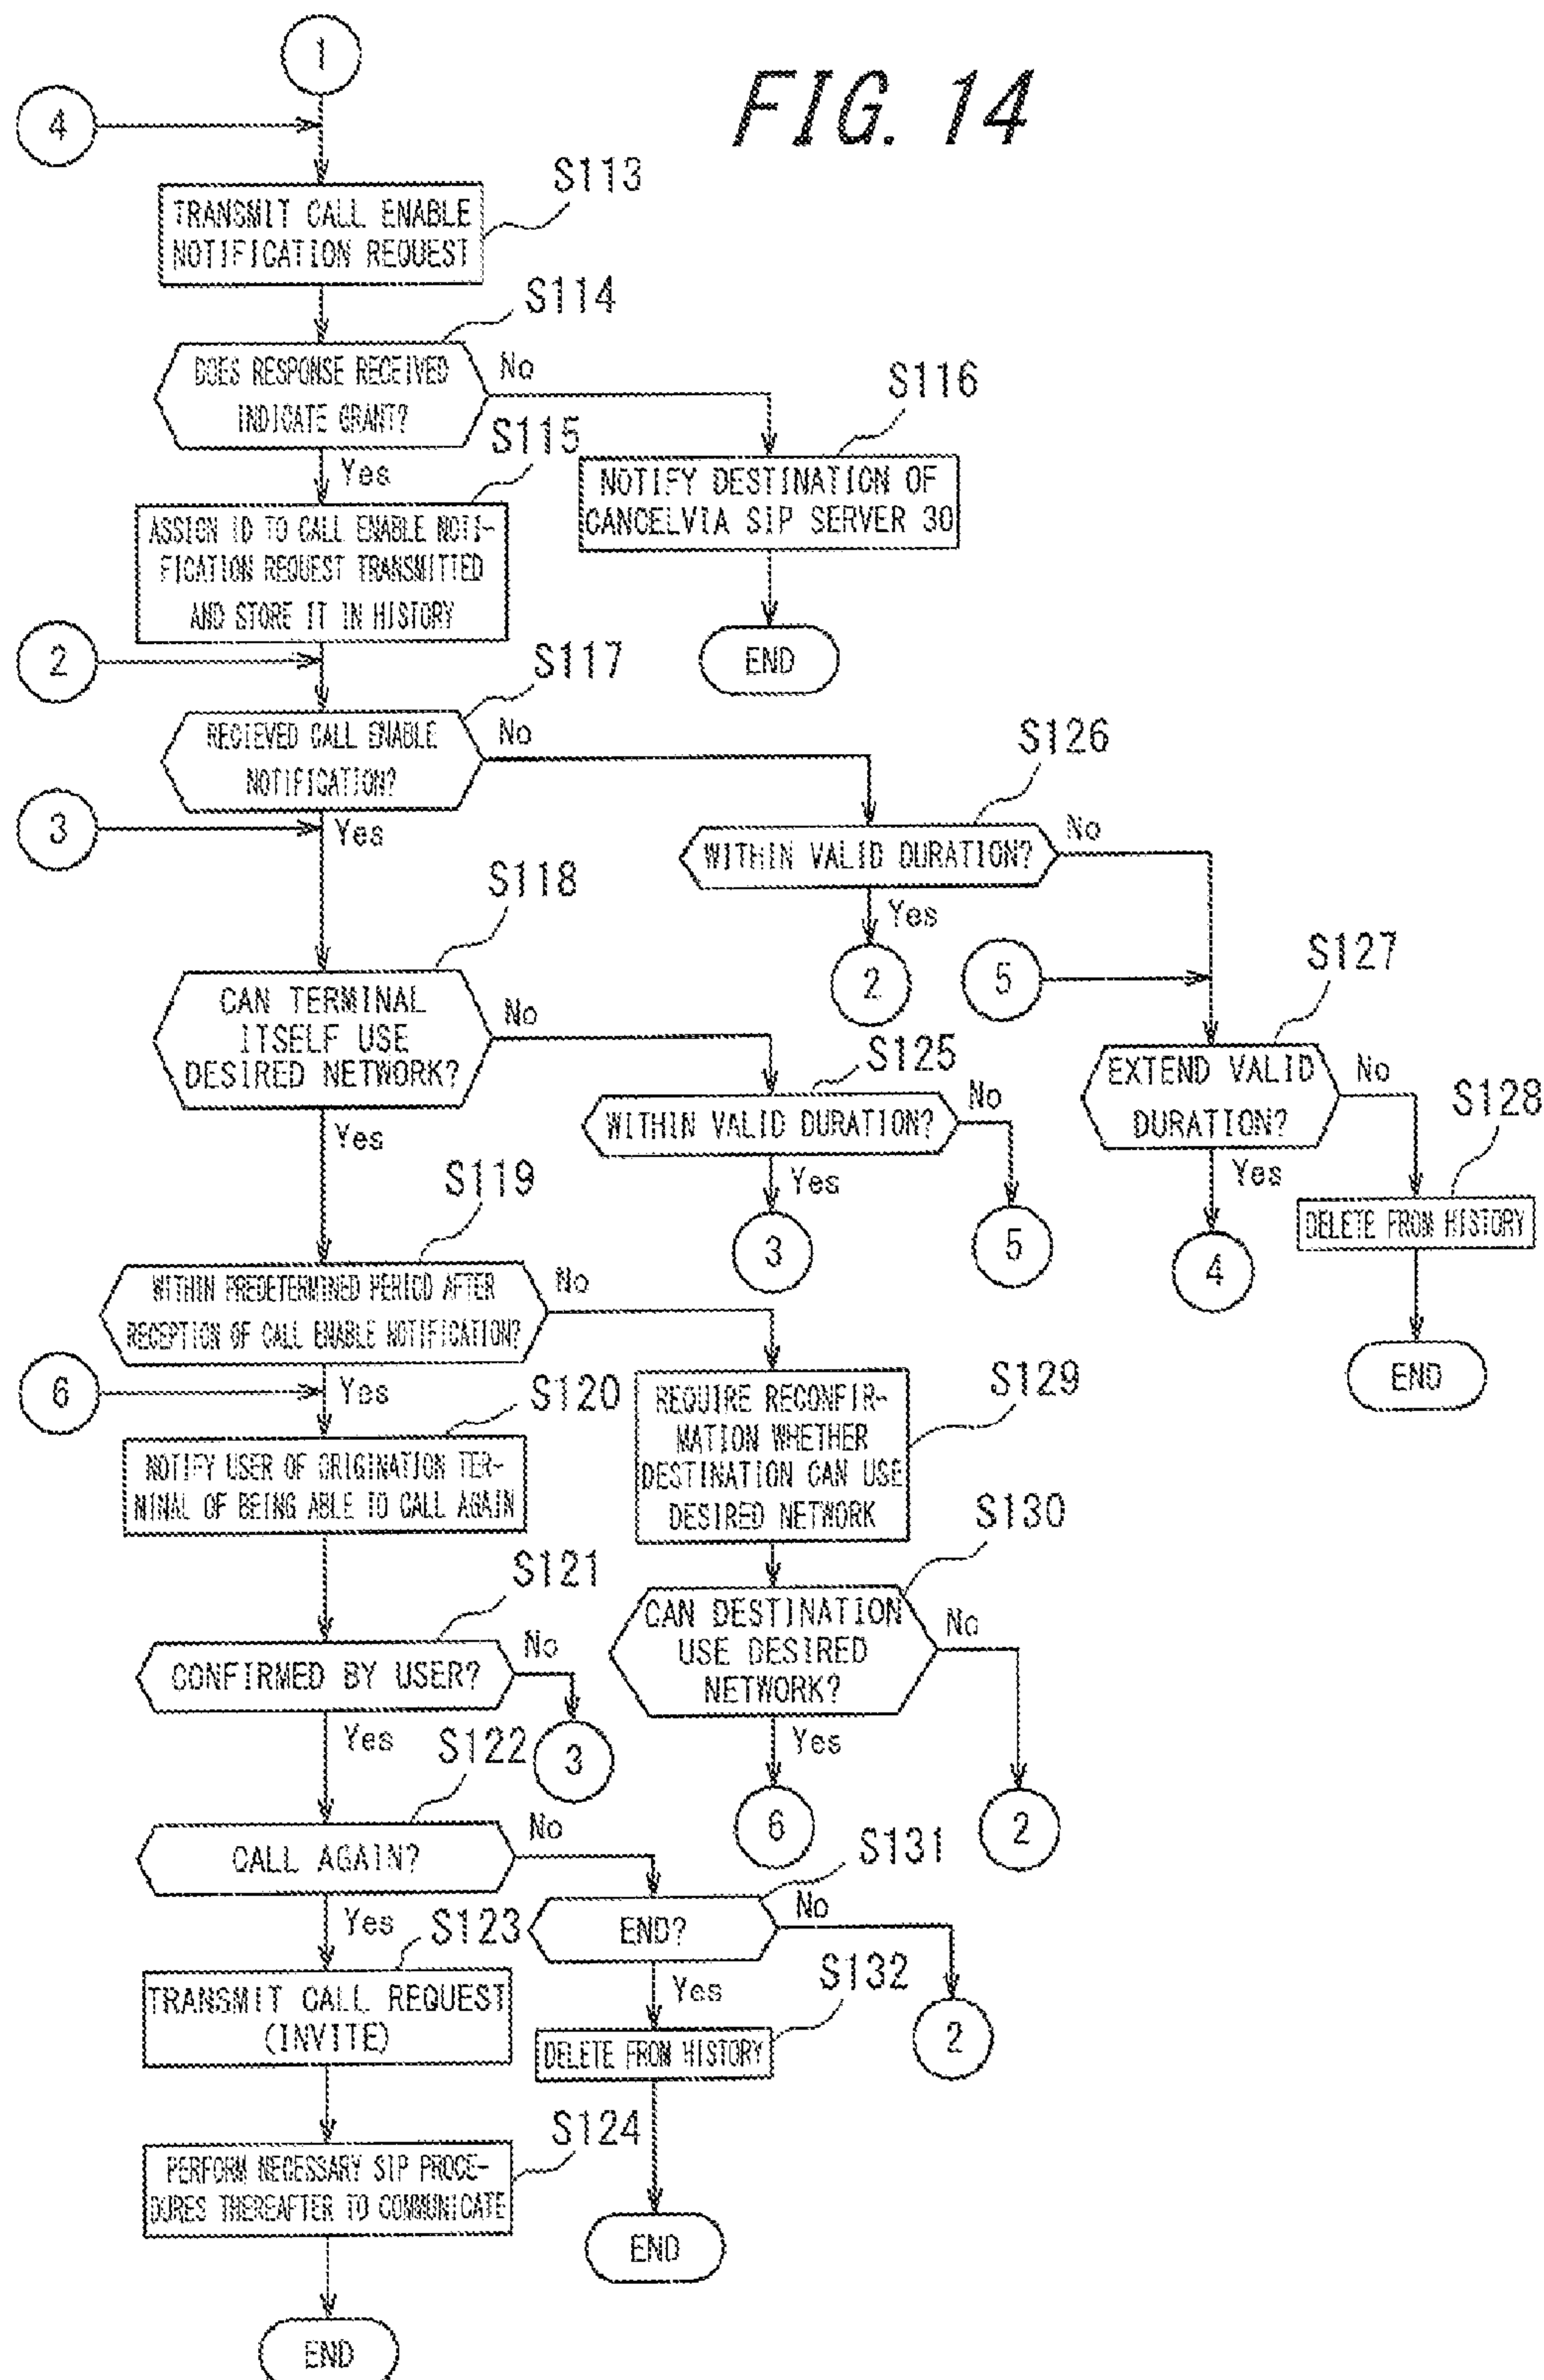 FIG. 14
1
4
S113
TRANSMIT CALL ENABLE
NOTIFICATION REQUEST
S114
DOES RESPONSE RECEIVED
INDICATE GRANT?
No
Yes
S115
S116
ASSIGN ID TO CALL ENABLE NOTI-
FICATION REQUEST TRANSMITTED
AND STORE IT IN HISTORY
NOTIFY DESTINATION OF
CANCELVIA SIP SERVER 30
END
2
S117
RECIEVED CALL ENABLE
NOTIFICATION?
No
Yes
3
S126
WITHIN VALID DURATION?
No
Yes
2
5
S118
CAN TERMINAL
ITSELF USE
DESIRED NETWORK?
No
Yes
S125
WITHIN VALID DURATION?
No
Yes
3
5
S127
EXTEND VALID
DURATION?
No
Yes
4
S128
DELETE FROM HISTORY
END
S119
WITHIN PREDETERMINED PERIOD AFTER
RECEPTION OF CALL ENABLE NOTIFICATION?
No
Yes
6
S120
NOTIFY USER OF ORIGINATION TER-
MINAL OF BEING ABLE TO CALL AGAIN
S129
REQUIRE RECONFIR-
MATION WHETHER
DESTINATION CAN USE
DESIRED NETWORK
S130
CAN DESTINATION
USE DESIRED
NETWORK?
No
Yes
6
2
S121
CONFIRMED BY USER?
No
Yes
3
S122
CALL AGAIN?
No
Yes
S131
END?
No
Yes
2
S123
TRANSMIT CALL REQUEST
(INVITE)
S132
DELETE FROM HISTORY
END
S124
PERFORM NECESSARY SIP PROCE-
DURES THEREAFTER TO COMMUNICATE
END